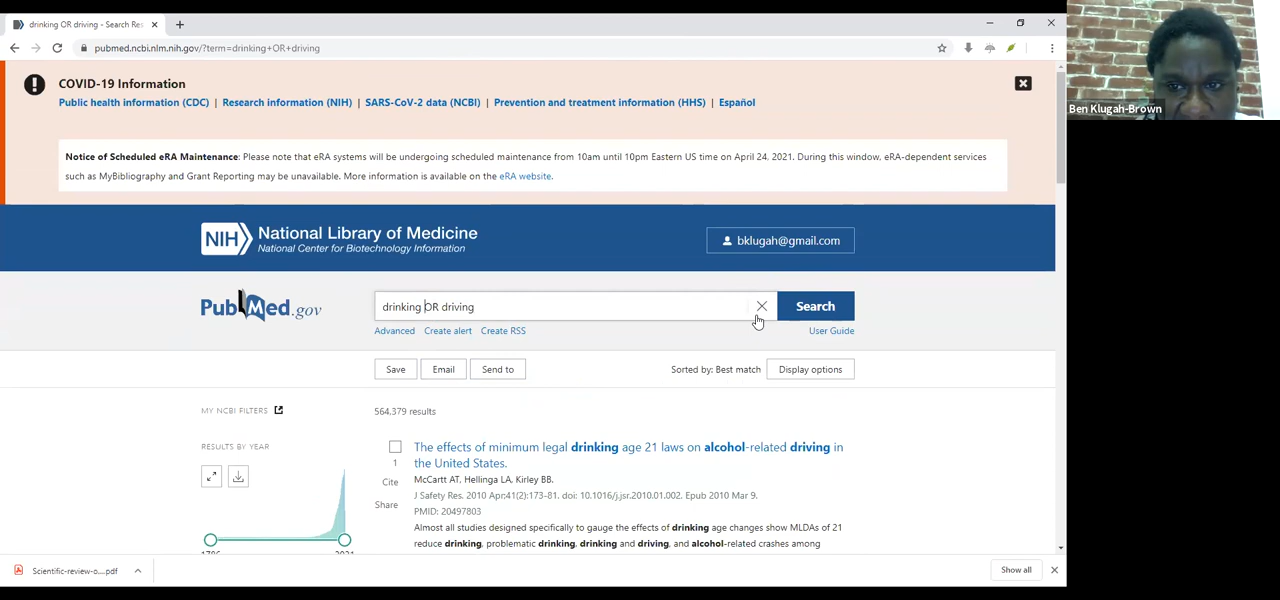 drinking OR driving - Search Res
pubmed.ncbi.nlm.nih.gov/?term=drinking+OR+driving
COVID-19 Information
Public health information (CDC) | Research information (NIH) | SARS-CoV-2 data (NCBI) | Prevention and treatment information (HHS) | Español
Notice of Scheduled eRA Maintenance: Please note that eRA systems will be undergoing scheduled maintenance from 10am until 10pm Eastern US time on April 24, 2021. During this window, eRA-dependent services
such as MyBibliography and Grant Reporting may be unavailable. More information is available on the eRA website.
NIH National Library of Medicine
National Center for Biotechnology Information
bklugah@gmail.com
PubMed.gov
drinking OR driving
Search
Advanced Create alert Create RSS
User Guide
Save Email Send to
Sorted by: Best match Display options
MY NCBI FILTERS
564,379 results
RESULTS BY YEAR
The effects of minimum legal drinking age 21 laws on alcohol-related driving in
the United States.
1
Cite
McCartt AT, Hellinga LA, Kirley BB.
J Safety Res. 2010 Apr;41(2):173-81. doi: 10.1016/j.jsr.2010.01.002. Epub 2010 Mar 9.
Share
PMID: 20497803
Almost all studies designed specifically to gauge the effects of drinking age changes show MLDAs of 21
reduce drinking, problematic drinking, drinking and driving, and alcohol-related crashes among
Scientific-review-o....pdf
Show all
Ben Klugah-Brown